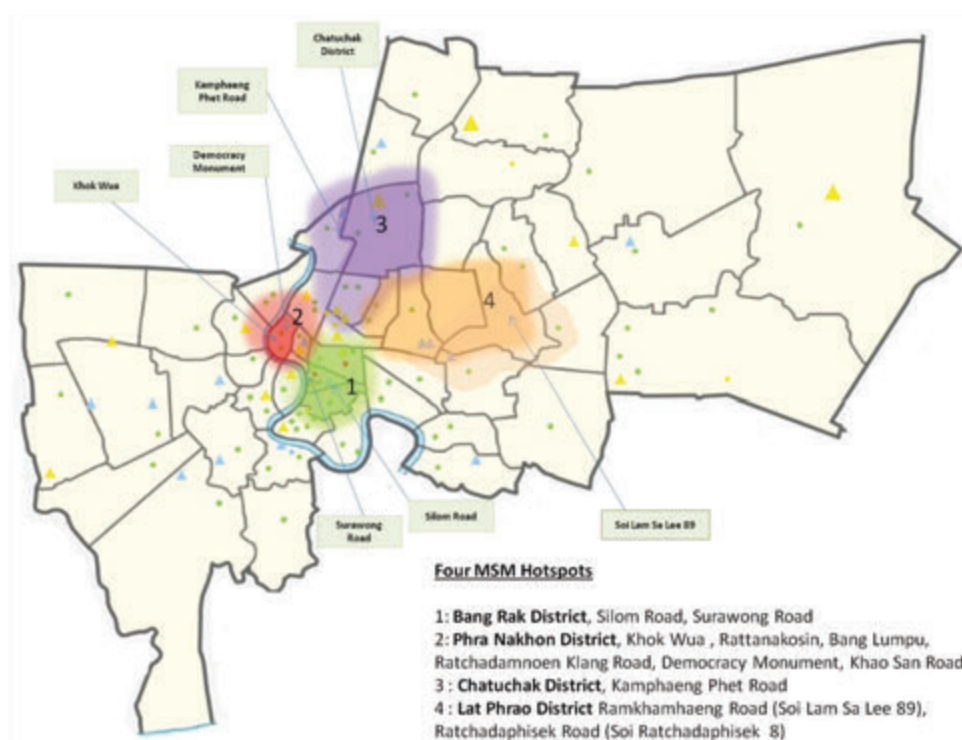 Chatuchak
District
Kamphaeng
Phet Road
Democracy
Monument
Khok Wua
3
2
4
1
Surawong
Road
Silom Road
Soi Lam Sa Lee 89
Four MSM Hotspots
1: Bang Rak District, Silom Road, Surawong Road
2: Phra Nakhon District, Khok Wua , Rattanakosin, Bang Lumpu,
Ratchadamnoen Klang Road, Democracy Monument, Khao San Road
3 : Chatuchak District, Kamphaeng Phet Road
4 : Lat Phrao District Ramkhamhaeng Road (Soi Lam Sa Lee 89),
Ratchadaphisek Road (Soi Ratchadaphisek 8)